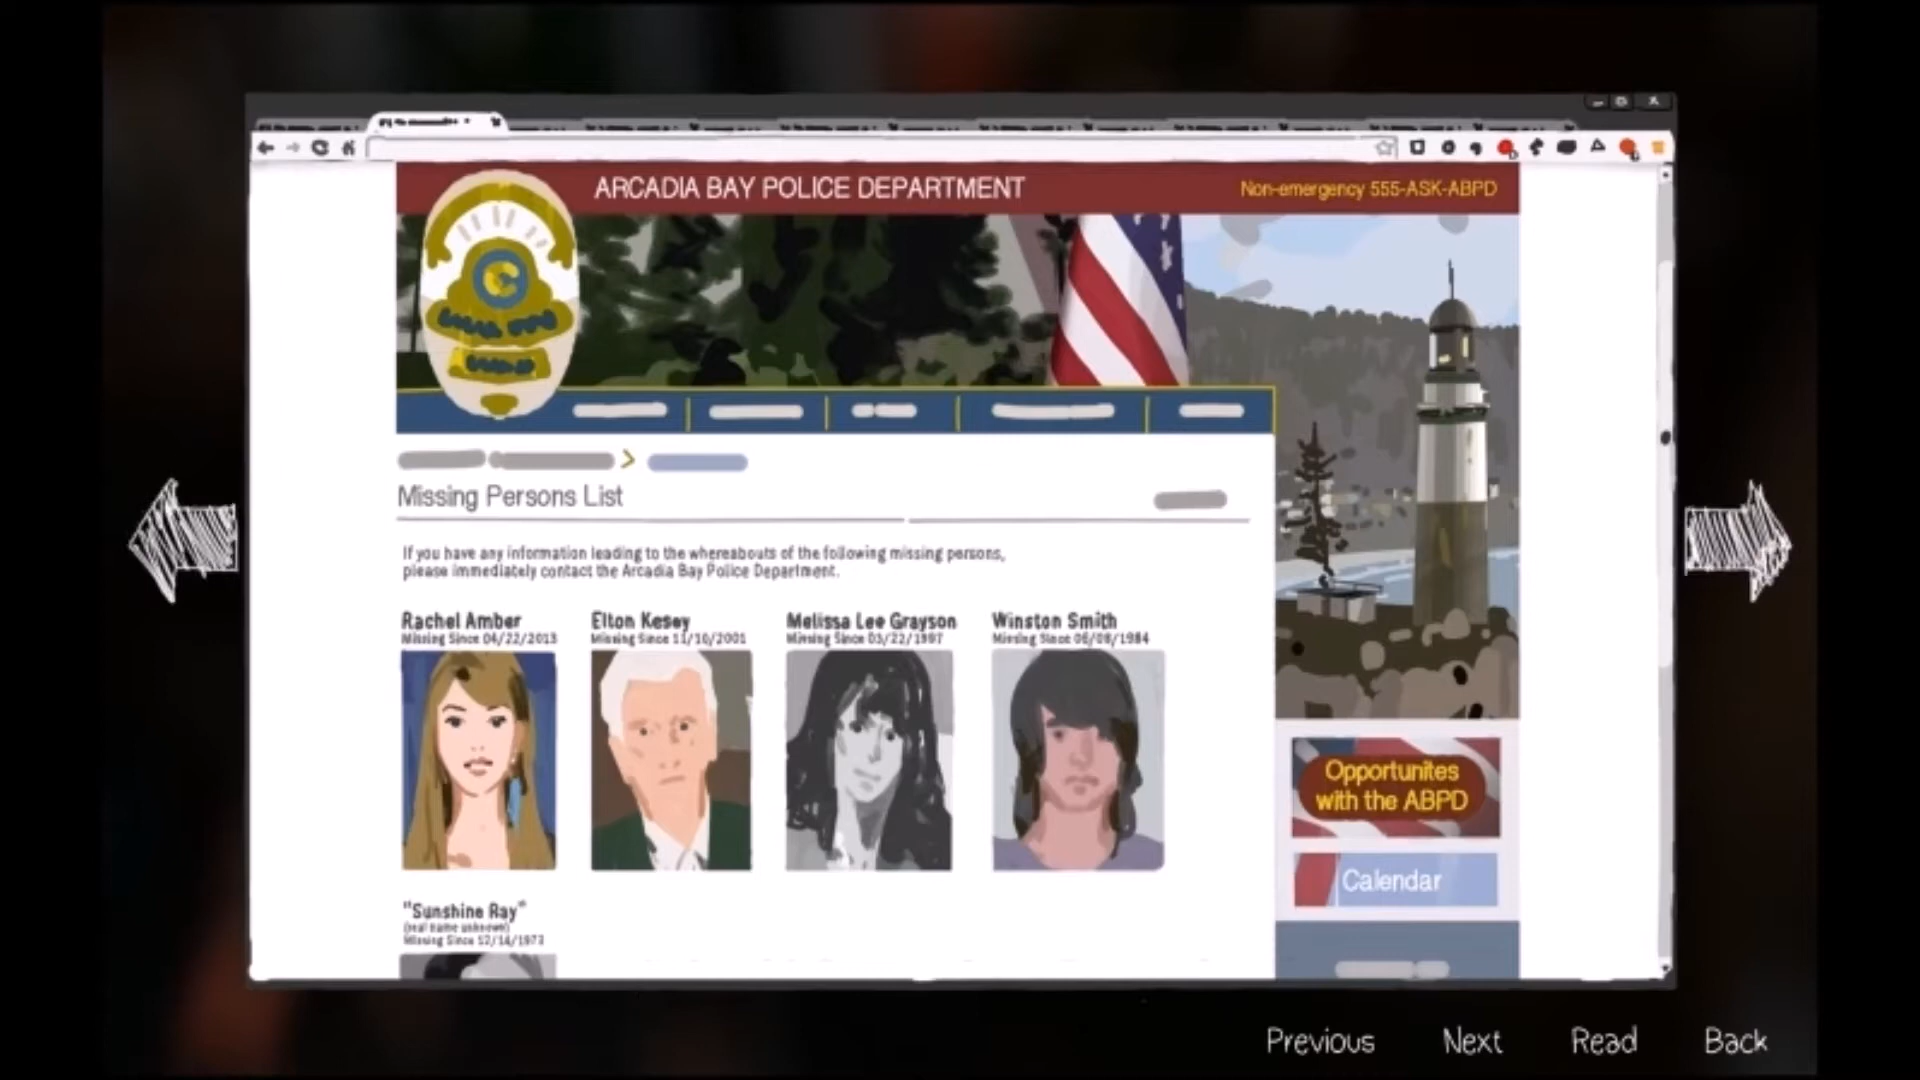 ARCADIA BAY POLICE DEPARTMENT
Non-emergency 555-ASK-ABPD
Missing Persons List
If you have any information leading to the whereabouts of the following missing persons,
please immediately contact the Arcadia Bay Police Department.
Rachel Amber
Missing Since 04/22/2013
Elton Kesey
Missing Since 11/10/2001
Melissa Lee Grayson
Missing Since 03/22/1997
Winston Smith
Missing Since 06/08/1984
Opportunites
with the ABPD
Calendar
"Sunshine Ray"
(real name unknown)
Missing Since 12/14/1973
Previous
Next
Read
Back